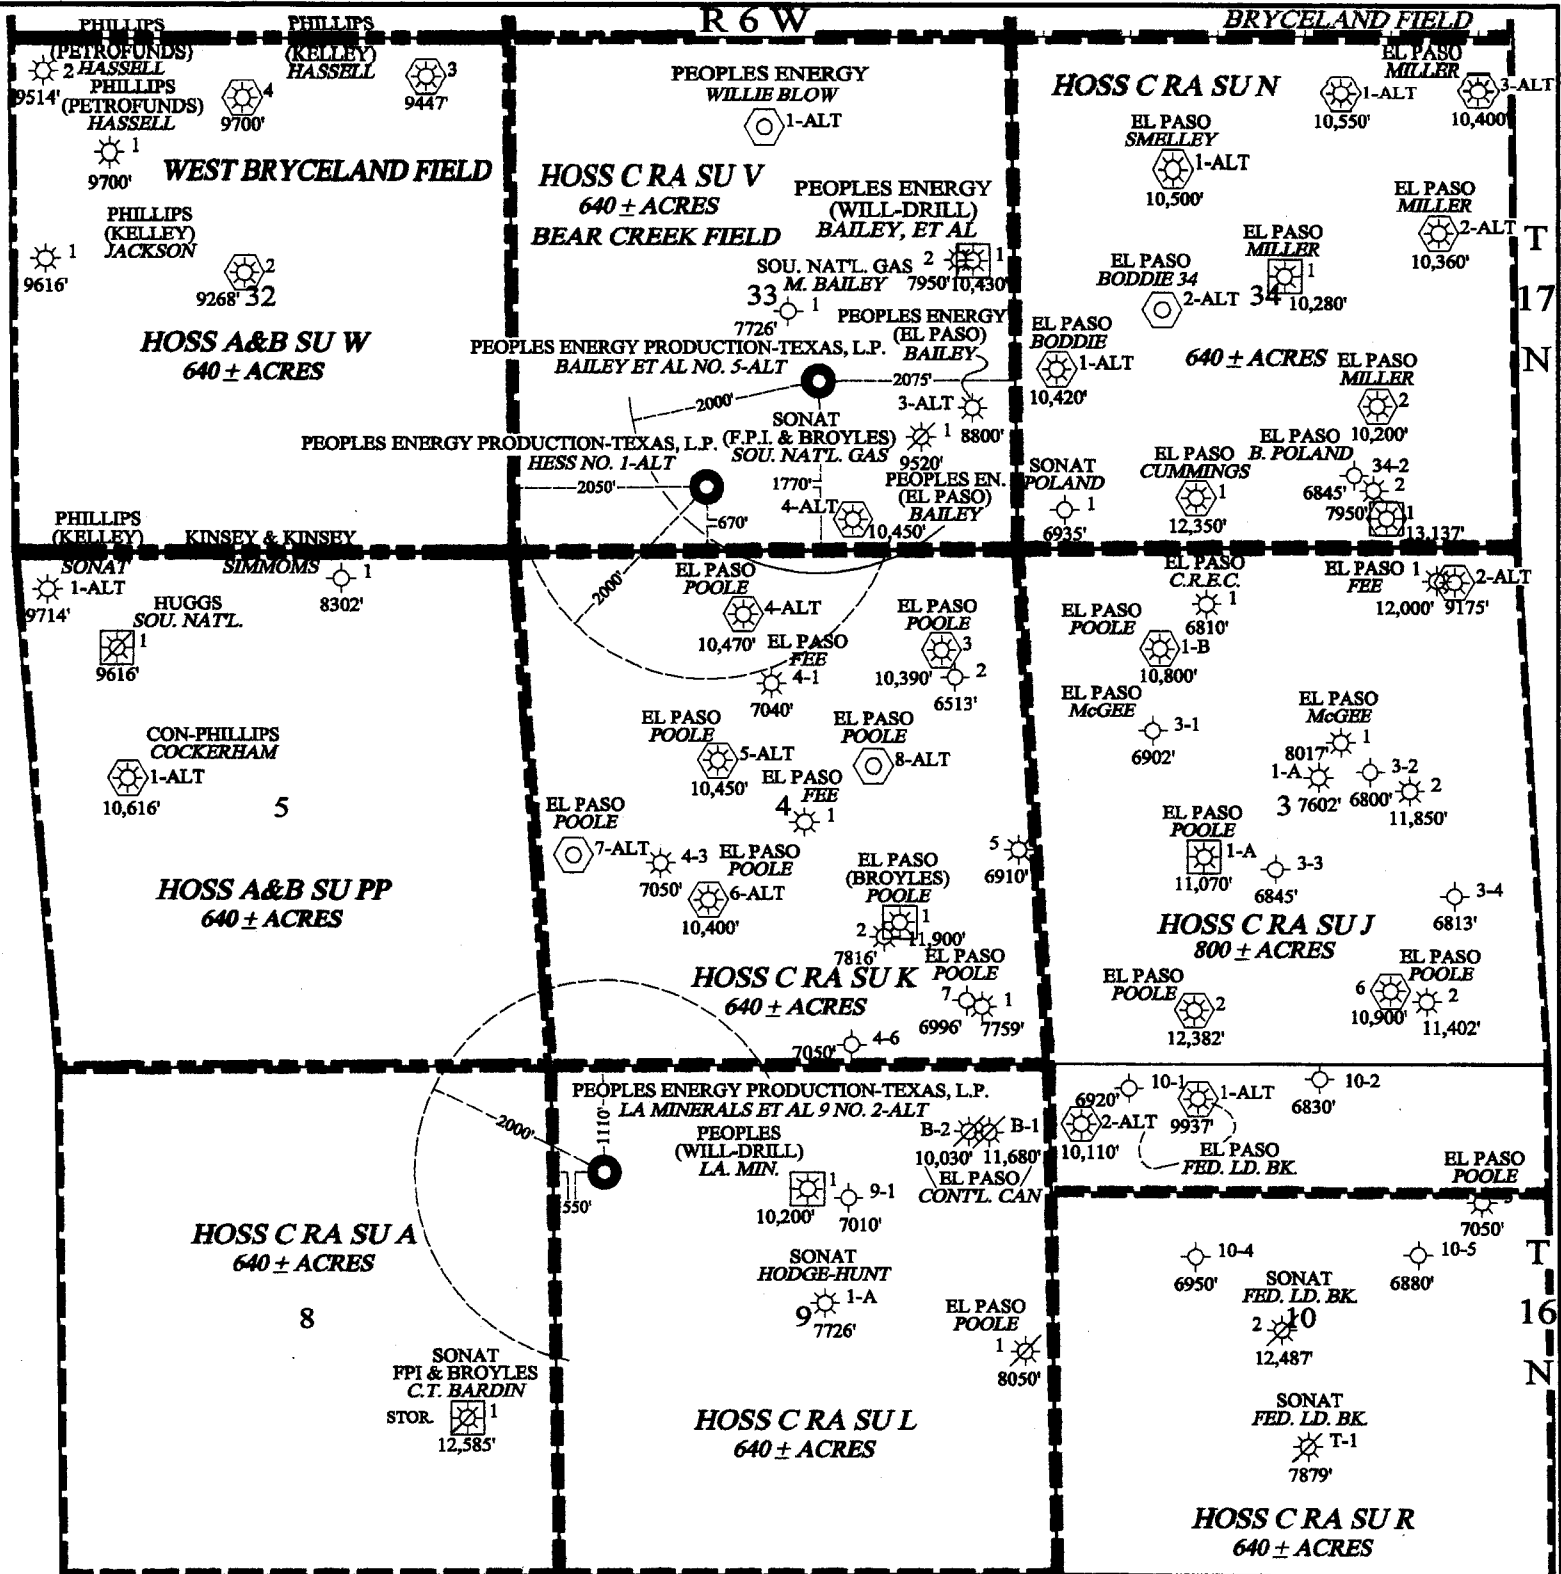 R 6 W
BRYCELAND FIELD
PHILLIPS
(PETROFUNDS)
HASSELL
2
9514'
PHILLIPS
(PETROFUNDS)
HASSELL
1
9700'
4
9700'
PHILLIPS
(KELLEY)
HASSELL
3
9447'
WEST BRYCELAND FIELD
PHILLIPS
(KELLEY)
JACKSON
1
9616'
2
9268'
32
HOSS A&B SU W
640 ± ACRES
PEOPLES ENERGY
WILLIE BLOW
1-ALT
HOSS C RA SU V
640 ± ACRES
BEAR CREEK FIELD
PEOPLES ENERGY
(WILL-DRILL)
BAILEY, ET AL
2
1
7950'
10,430'
SOU. NAT'L. GAS
M. BAILEY
33
1
7726'
PEOPLES ENERGY
(EL PASO)
BAILEY
PEOPLES ENERGY PRODUCTION-TEXAS, L.P.
BAILEY ET AL NO. 5-ALT
2075'
2000'
3-ALT
8800'
SONAT
(F.P.I. & BROYLES)
SOU. NAT'L. GAS
1
9520'
PEOPLES ENERGY PRODUCTION-TEXAS, L.P.
HESS NO. 1-ALT
2050'
1770'
670'
PEOPLES EN.
(EL PASO)
BAILEY
4-ALT
10,450'
2000'
HOSS C RA SU N
EL PASO
MILLER
1-ALT
10,550'
3-ALT
10,400'
EL PASO
SMELLEY
1-ALT
10,500'
EL PASO
MILLER
2-ALT
10,360'
T
17
N
EL PASO
MILLER
1
10,280'
EL PASO
BODDIE 34
2-ALT
34
EL PASO
BODDIE
1-ALT
10,420'
640 ± ACRES
EL PASO
MILLER
2
10,200'
EL PASO
B. POLAND
34-2
6845'
2
7950'
1
13,137'
EL PASO
CUMMINGS
1
12,350'
SONAT
POLAND
1
6935'
PHILLIPS
(KELLEY)
SONAT
1-ALT
9714'
KINSEY & KINSEY
SIMMOMS
1
8302'
HUGGS
SOU. NAT'L.
1
9616'
CON-PHILLIPS
COCKERHAM
1-ALT
10,616'
5
HOSS A&B SU PP
640 ± ACRES
EL PASO
POOLE
4-ALT
10,470'
EL PASO
FEE
4-1
7040'
EL PASO
POOLE
3
10,390'
2
6513'
EL PASO
POOLE
5-ALT
10,450'
EL PASO
POOLE
8-ALT
EL PASO
FEE
4
1
EL PASO
POOLE
7-ALT
4-3
7050'
EL PASO
POOLE
6-ALT
10,400'
5
6910'
EL PASO
(BROYLES)
POOLE
1
11,900'
2
7816'
HOSS C RA SU K
640 ± ACRES
EL PASO
POOLE
7
6996'
1
7759'
4-6
7050'
EL PASO
C.R.E.C.
1
6810'
EL PASO
FEE
1
12,000'
2-ALT
9175'
EL PASO
POOLE
1-B
10,800'
EL PASO
McGEE
3-1
6902'
EL PASO
McGEE
1
8017'
1-A
7602'
3-2
6800'
2
11,850'
3
EL PASO
POOLE
1-A
11,070'
3-3
6845'
3-4
6813'
HOSS C RA SU J
800 ± ACRES
EL PASO
POOLE
2
12,382'
EL PASO
POOLE
6
10,900'
2
11,402'
10-1
6920'
1-ALT
9937'
10-2
6830'
2-ALT
10,110'
EL PASO
FED. LD. BK.
EL PASO
POOLE
7050'
PEOPLES ENERGY PRODUCTION-TEXAS, L.P.
LA MINERALS ET AL 9 NO. 2-ALT
1110'
2000'
550'
PEOPLES
(WILL-DRILL)
LA. MIN.
1
10,200'
9-1
7010'
B-2
B-1
10,030'
11,680'
EL PASO
CONT'L. CAN
HOSS C RA SU A
640 ± ACRES
8
SONAT
FPI & BROYLES
C.T. BARDIN
STOR.
1
12,585'
SONAT
HODGE-HUNT
1-A
9
7726'
EL PASO
POOLE
1
8050'
HOSS C RA SU L
640 ± ACRES
10-4
6950'
10-5
6880'
T
16
N
SONAT
FED. LD. BK.
2
10
12,487'
SONAT
FED. LD. BK.
T-1
7879'
HOSS C RA SU R
640 ± ACRES